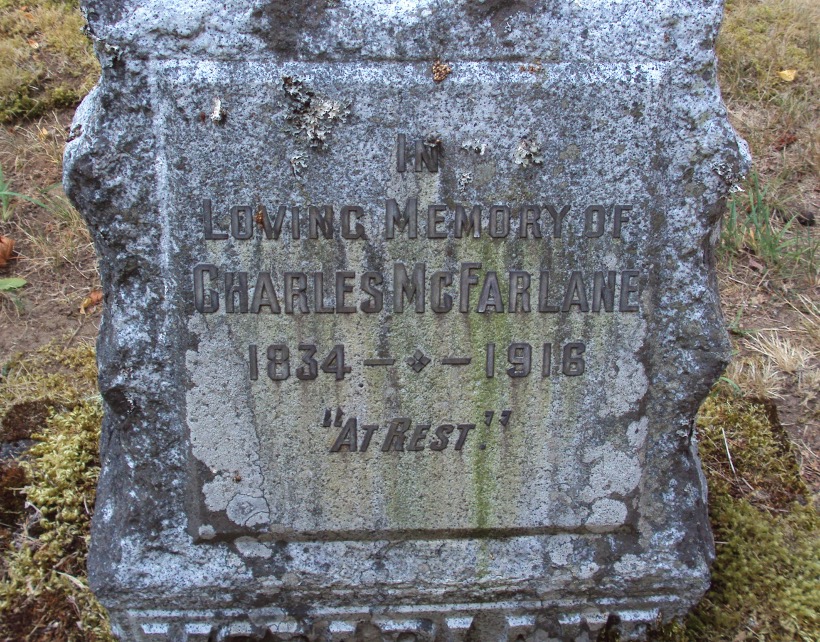 IN
LOVING MEMORY OF
CHARLES MCFARLANE
1834 – 1916
"AT REST."